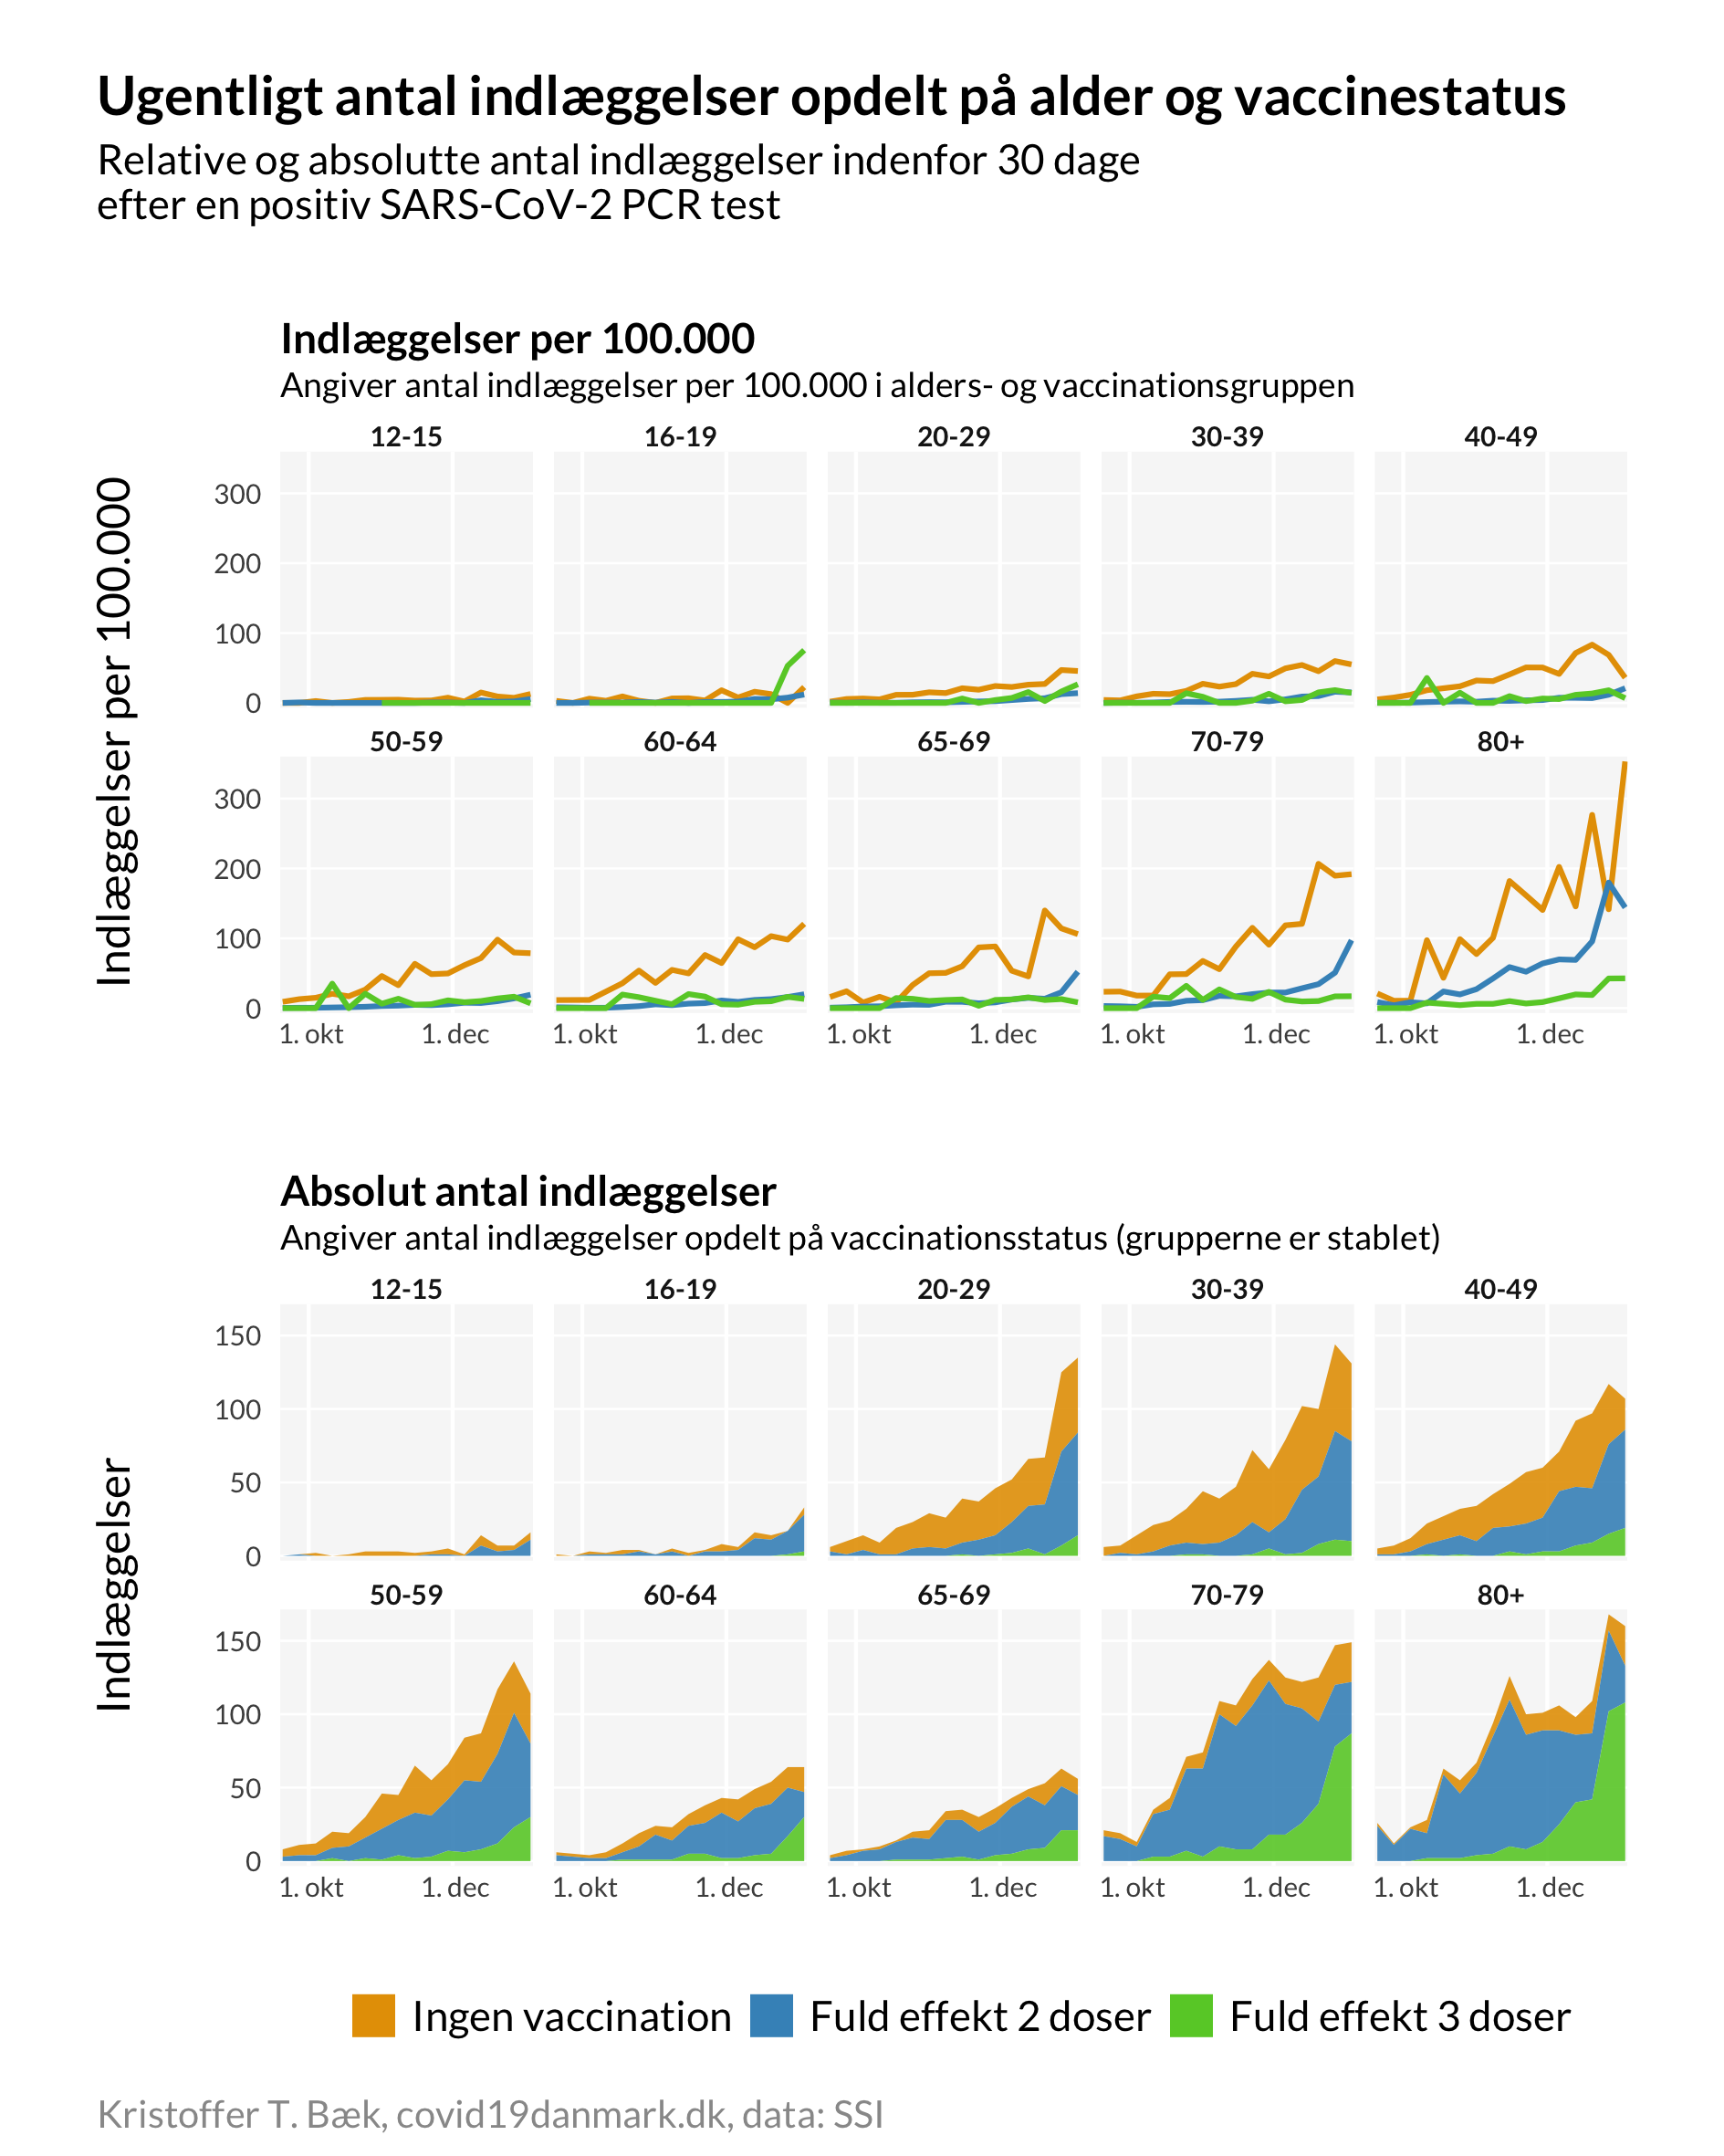 Ugentligt antal indlæggelser opdelt på alder og vaccinestatus
Relative og absolutte antal indlæggelser indenfor 30 dage
efter en positiv SARS-CoV-2 PCR test
Indlæggelser per 100.000
Angiver antal indlæggelser per 100.000 i alders- og vaccinationsgruppen
Indlæggelser per 100.000
12-15 16-19 20-29 30-39 40-49
300
200
100
0
50-59 60-64 65-69 70-79 80+
300
200
100
0
1. okt 1. dec 1. okt 1. dec 1. okt 1. dec 1. okt 1. dec 1. okt 1. dec
Absolut antal indlæggelser
Angiver antal indlæggelser opdelt på vaccinationsstatus (grupperne er stablet)
Indlæggelser
12-15 16-19 20-29 30-39 40-49
150
100
50
0
50-59 60-64 65-69 70-79 80+
150
100
50
0
1. okt 1. dec 1. okt 1. dec 1. okt 1. dec 1. okt 1. dec 1. okt 1. dec
Ingen vaccination Fuld effekt 2 doser Fuld effekt 3 doser
Kristoffer T. Bæk, covid19danmark.dk, data: SSI